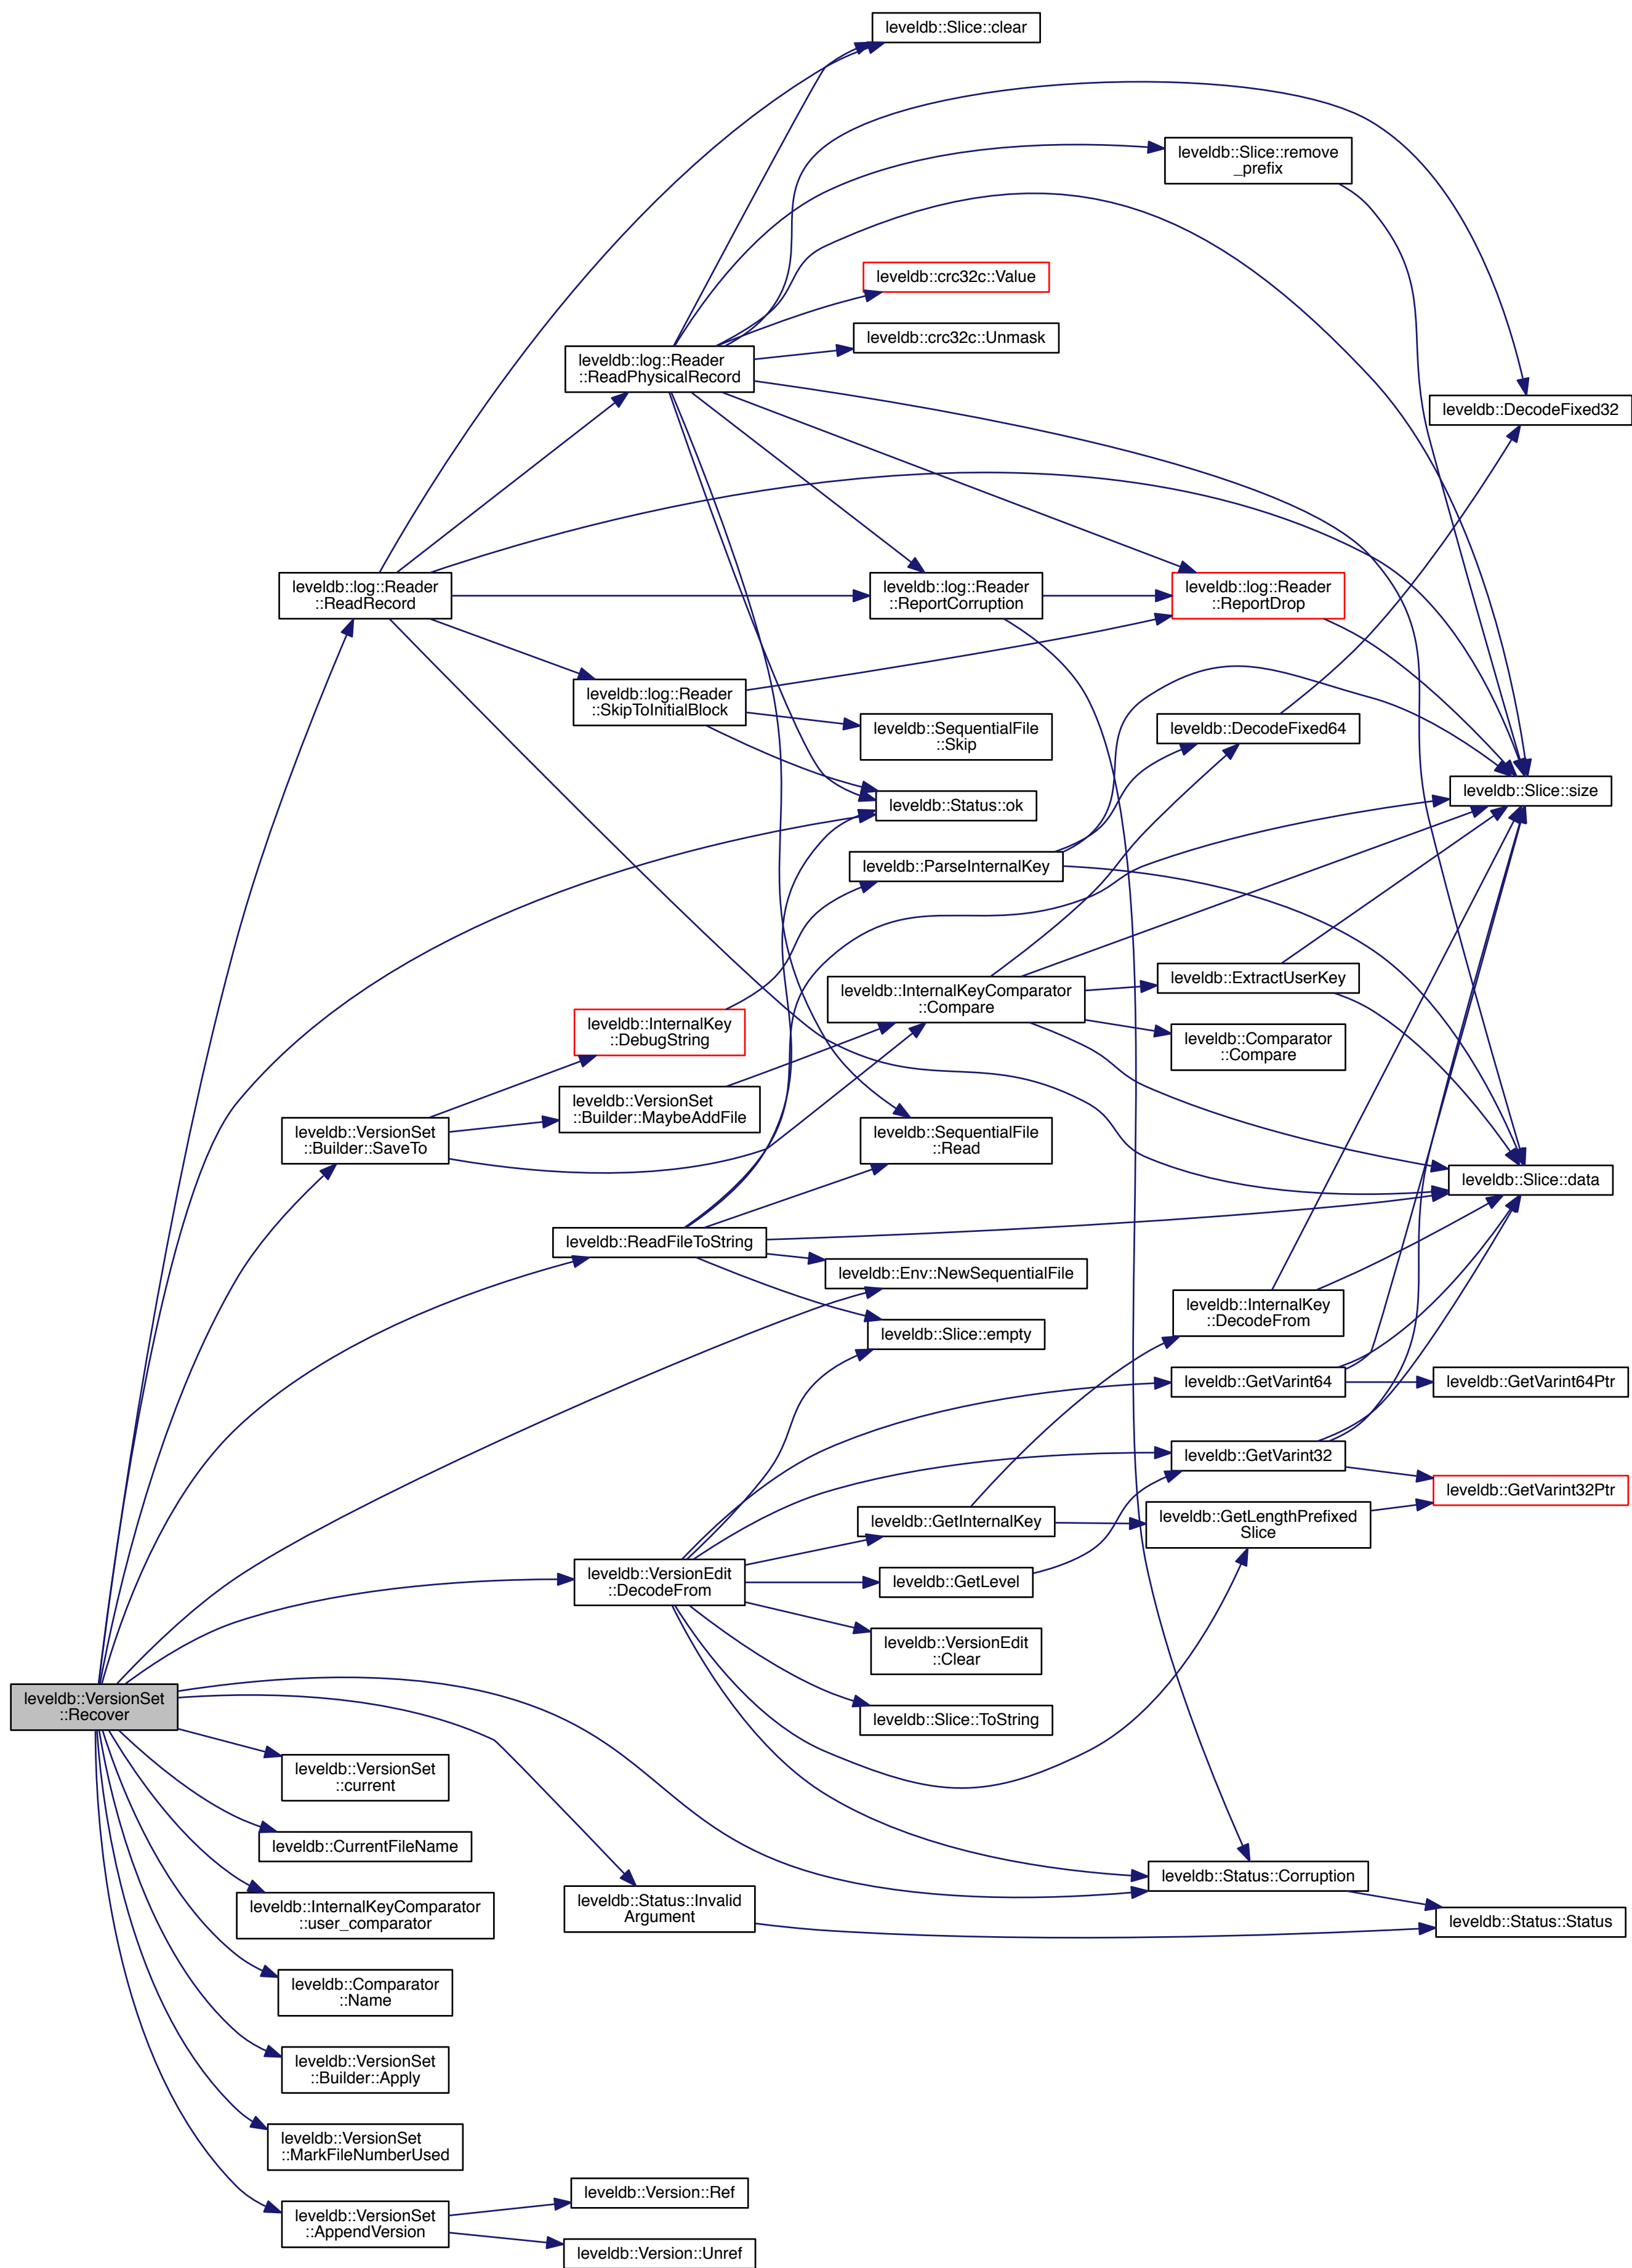 leveldb::Slice::clear
leveldb::Slice::remove
_prefix
leveldb::crc32c::Value
leveldb::crc32c::Unmask
leveldb::log::Reader
::ReadPhysicalRecord
leveldb::DecodeFixed32
leveldb::log::Reader
::ReadRecord
leveldb::log::Reader
::ReportCorruption
leveldb::log::Reader
::ReportDrop
leveldb::log::Reader
::SkipToInitialBlock
leveldb::SequentialFile
::Skip
leveldb::DecodeFixed64
leveldb::Status::ok
leveldb::Slice::size
leveldb::ParseInternalKey
leveldb::InternalKeyComparator
::Compare
leveldb::ExtractUserKey
leveldb::InternalKey
::DebugString
leveldb::Comparator
::Compare
leveldb::VersionSet
::Builder::MaybeAddFile
leveldb::VersionSet
::Builder::SaveTo
leveldb::SequentialFile
::Read
leveldb::Slice::data
leveldb::ReadFileToString
leveldb::Env::NewSequentialFile
leveldb::InternalKey
::DecodeFrom
leveldb::Slice::empty
leveldb::GetVarint64
leveldb::GetVarint64Ptr
leveldb::GetVarint32
leveldb::GetVarint32Ptr
leveldb::GetInternalKey
leveldb::GetLengthPrefixed
Slice
leveldb::VersionEdit
::DecodeFrom
leveldb::GetLevel
leveldb::VersionEdit
::Clear
leveldb::VersionSet
::Recover
leveldb::Slice::ToString
leveldb::VersionSet
::current
leveldb::CurrentFileName
leveldb::Status::Corruption
leveldb::InternalKeyComparator
::user_comparator
leveldb::Status::Invalid
Argument
leveldb::Status::Status
leveldb::Comparator
::Name
leveldb::VersionSet
::Builder::Apply
leveldb::VersionSet
::MarkFileNumberUsed
leveldb::Version::Ref
leveldb::VersionSet
::AppendVersion
leveldb::Version::Unref